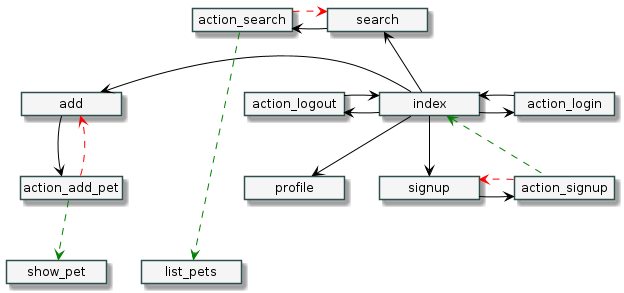 action_search
search
add
action_logout
index
action_login
action_add_pet
profile
signup
action_signup
show_pet
list_pets